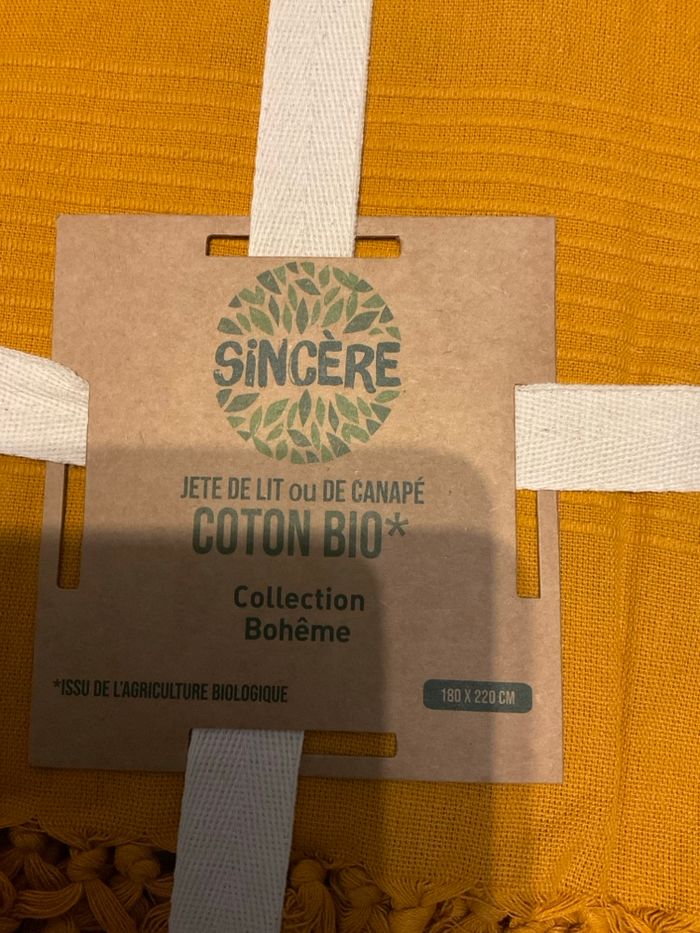 SiNCÈRE
JETE DE LIT ou DE CANAPÉ
COTON BIO*
Collection
Bohême
*ISSU DE L'AGRICULTURE BIOLOGIQUE
180 X 220 CM